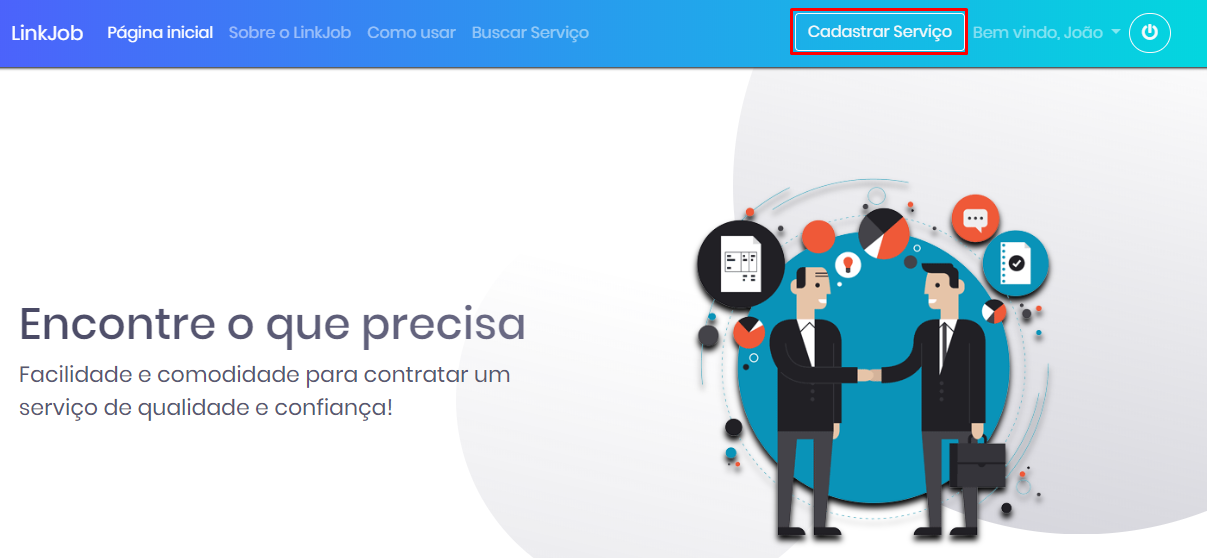 LinkJob Página inicial Sobre o LinkJob Como usar Buscar Serviço Cadastrar Serviço Bem vindo, João
Encontre o que precisa
Facilidade e comodidade para contratar um
serviço de qualidade e confiança!